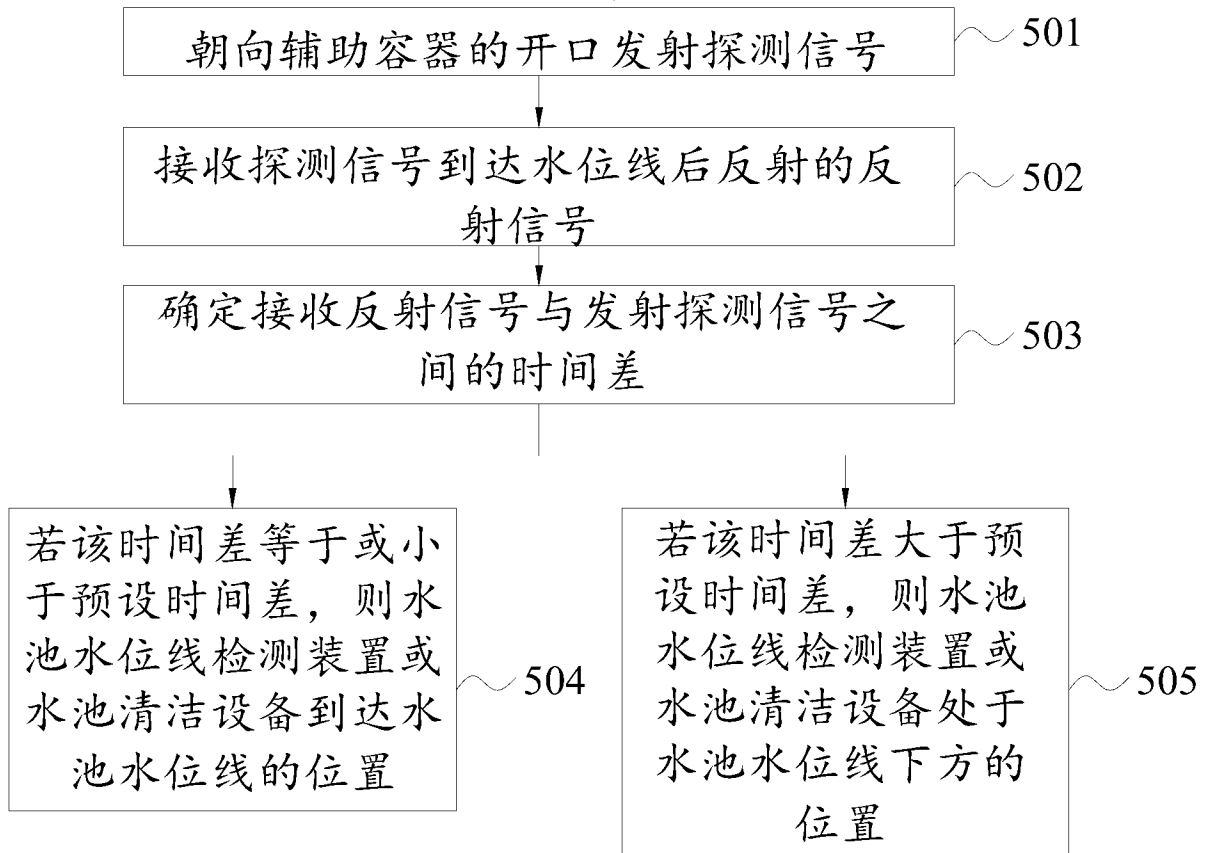 朝向辅助容器的开口发射探测信号
501
接收探测信号到达水位线后反射的反
射信号
502
确定接收反射信号与发射探测信号之
间的时间差
503
若该时间差等于或小
于预设时间差，则水
池水位线检测装置或
水池清洁设备到达水
池水位线的位置
504
若该时间差大于预
设时间差，则水池
水位线检测装置或
水池清洁设备处于
水池水位线下方的
位置
505